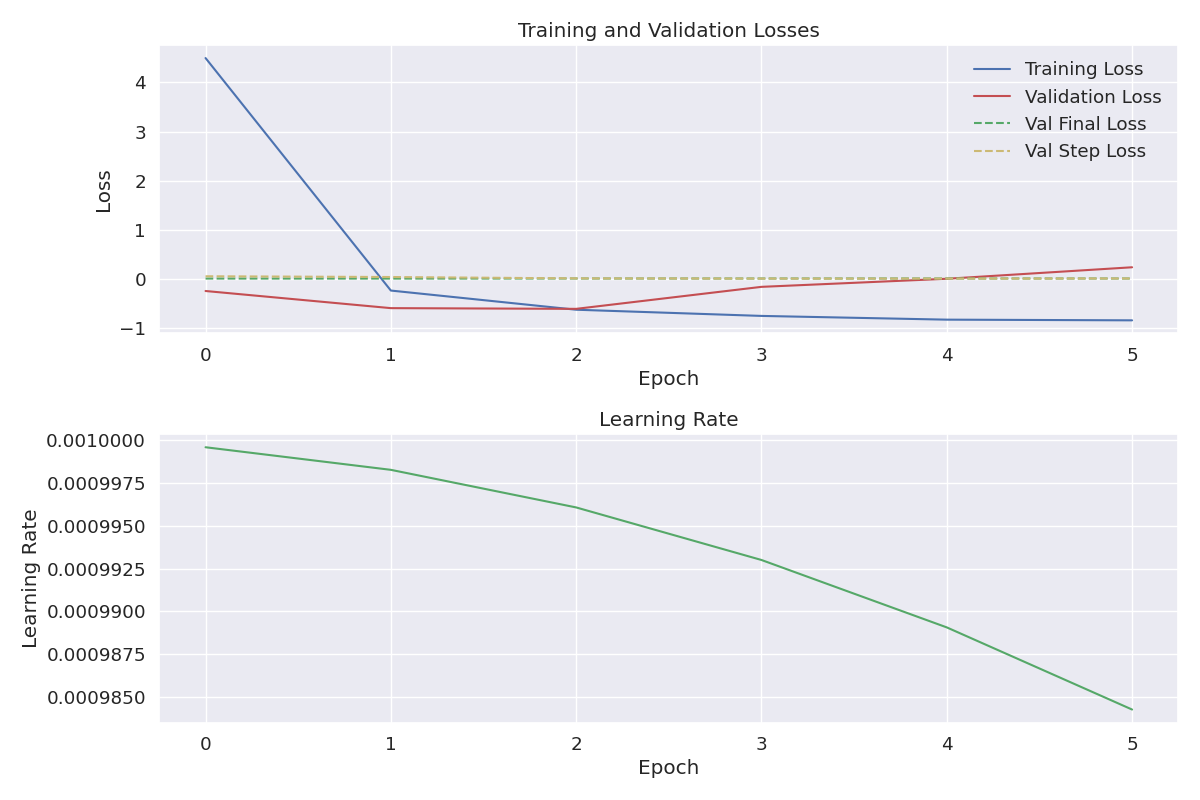 Training and Validation Losses
Loss
4
3
2
1
0
−1
Training Loss
Validation Loss
Val Final Loss
Val Step Loss
0 1 2 3 4 5
Epoch
Learning Rate
Learning Rate
0.0010000
0.0009975
0.0009950
0.0009925
0.0009900
0.0009875
0.0009850
0 1 2 3 4 5
Epoch